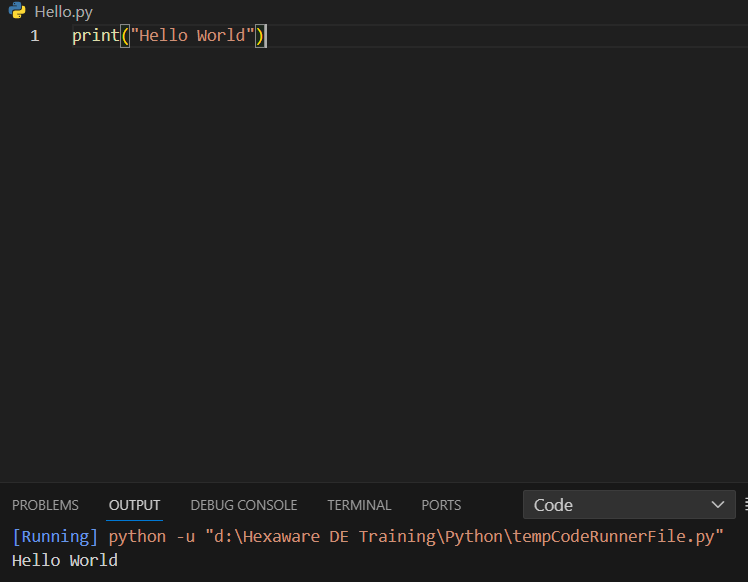 Hello.py
1 print("Hello World")
PROBLEMS OUTPUT DEBUG CONSOLE TERMINAL PORTS Code
[Running] python -u "d:\Hexaware DE Training\Python\tempCodeRunnerFile.py"
Hello World